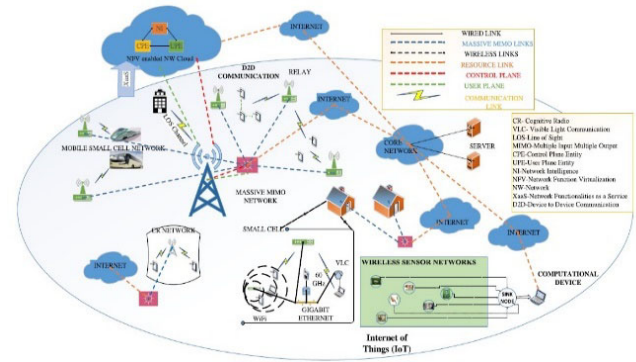 NI
CPE
UPE
NFV enabled NW Cloud
XaaS
INTERNET
WIRED LINK
MASSIVE MIMO LINKS
WIRELESS LINKS
RESOURCE LINK
CONTROL PLANE
USER PLANE
COMMUNICATION
LINK
D2D
COMMUNICATION
RELAY
INTERNET
LOS Channel
MOBILE SMALL CELL NETWORK
MASSIVE MIMO
NETWORK
CORE
NETWORK
SERVER
CR- Cognitive Radio
VLC- Visible Light Communication
LOS-Line of Sight
MIMO-Multiple Input Multiple Output
CPE-Control Plane Entity
UPE-User Plane Entity
NI-Network Intelligence
NFV-Network Function Virtualization
NW-Network
XaaS-Network Functionalities as a Service
D2D-Device to Device Communication
INTERNET
SMALL CELL
CR NETWORK
INTERNET
VLC
60
GHz
WiFi
GIGABIT
ETHERNET
WIRELESS SENSOR NETWORKS
SINK
NODE
COMPUTATIONAL
DEVICE
INTERNET
Internet of
Things (IoT)